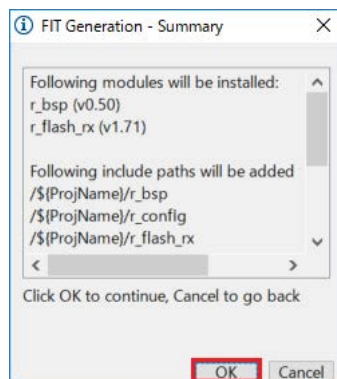 FIT Generation - Summary
Following modules will be installed:
r_bsp (v0.50)
r_flash_rx (v1.71)
Following include paths will be added
/${ProjName}/r_bsp
/${ProjName}/r_config
/${ProjName}/r_flash_rx
Click OK to continue, Cancel to go back
OK Cancel